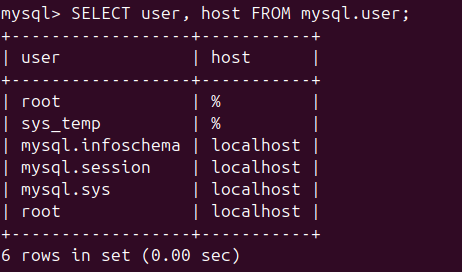 mysql> SELECT user, host FROM mysql.user;
+------------------+-----------+
| user             | host      |
+------------------+-----------+
| root             | %         |
| sys_temp         | %         |
| mysql.infoschema | localhost |
| mysql.session    | localhost |
| mysql.sys        | localhost |
| root             | localhost |
+------------------+-----------+
6 rows in set (0.00 sec)